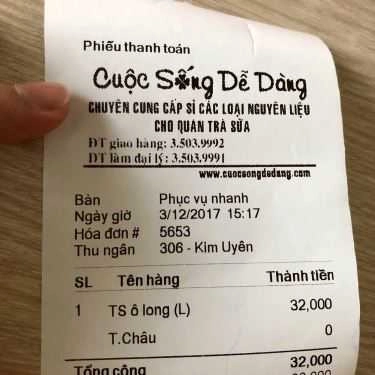 Phiếu thanh toán
Cuộc Sống Dễ Dàng
CHUYÊN CUNG CẤP SỈ CÁC LOẠI NGUYÊN LIỆU
CHO QUÁN TRÀ SỮA
ĐT giao hàng: 3.503.9992
ĐT làm đại lý: 3.503.9991
www.cuocsongdedang.com
Bàn Phục vụ nhanh
Ngày giờ 3/12/2017 15:17
Hóa đơn # 5653
Thu ngân 306 - Kim Uyên
SL Tên hàng Thành tiền
1 TS ô long (L) 32,000
T.Châu 0
Tổng cộng 32,000